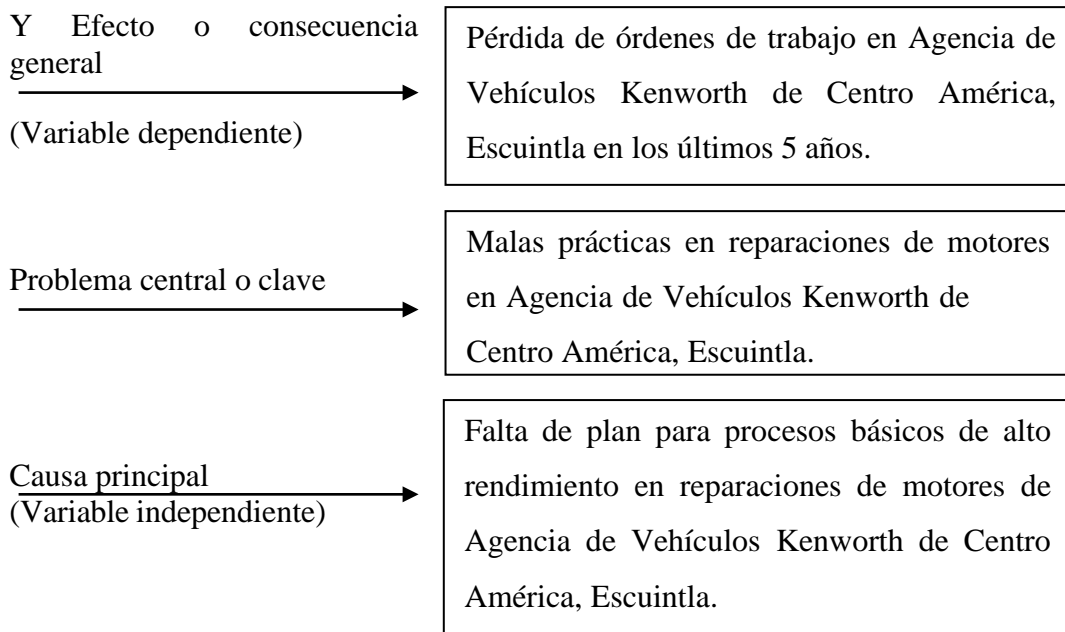 Y Efecto o consecuencia
general
(Variable dependiente)
Pérdida de órdenes de trabajo en Agencia de
Vehículos Kenworth de Centro América,
Escuintla en los últimos 5 años.
Problema central o clave
Malas prácticas en reparaciones de motores
en Agencia de Vehículos Kenworth de
Centro América, Escuintla.
Causa principal
(Variable independiente)
Falta de plan para procesos básicos de alto
rendimiento en reparaciones de motores de
Agencia de Vehículos Kenworth de Centro
América, Escuintla.